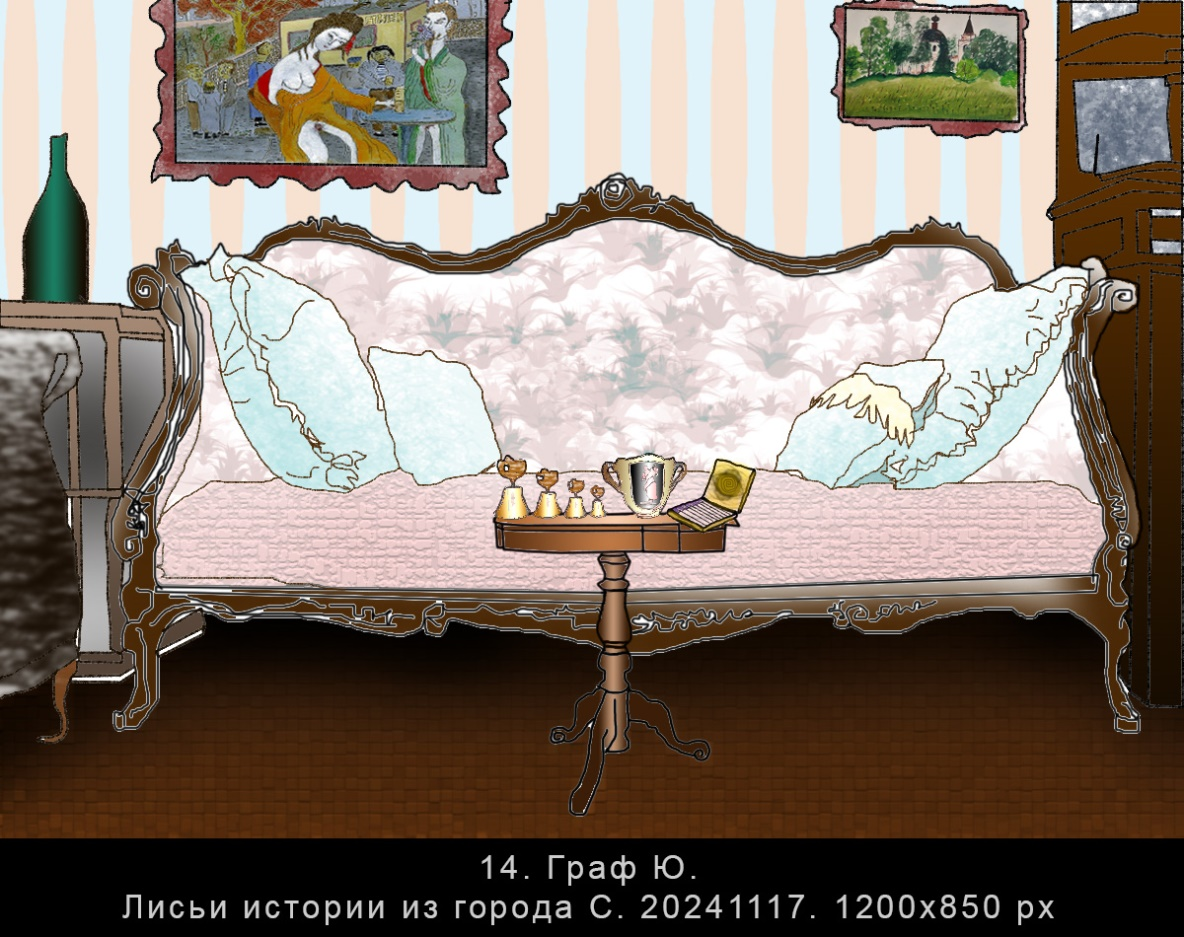 14. Граф Ю.
Лисьи истории из города С. 20241117. 1200x850 px